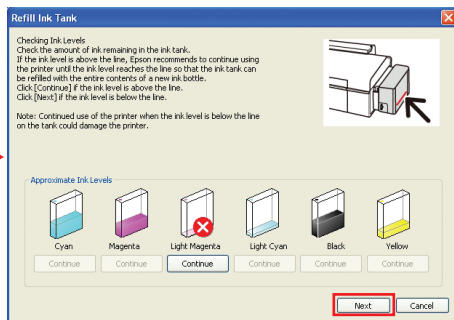 Refill Ink Tank
Checking Ink Levels
Check the amount of ink remaining in the ink tank.
If the ink level is above the line, Epson recommends to continue using
the printer until the ink level reaches the line so that the ink tank can
be refilled with the entire contents of a new ink bottle.
Click [Continue] if the ink level is above the line.
Click [Next] if the ink level is below the line.
Note: Continued use of the printer when the ink level is below the line
on the tank could damage the printer.
Approximate Ink Levels
Cyan Magenta Light Magenta Light Cyan Black Yellow
Continue Continue Continue Continue Continue Continue
Next Cancel